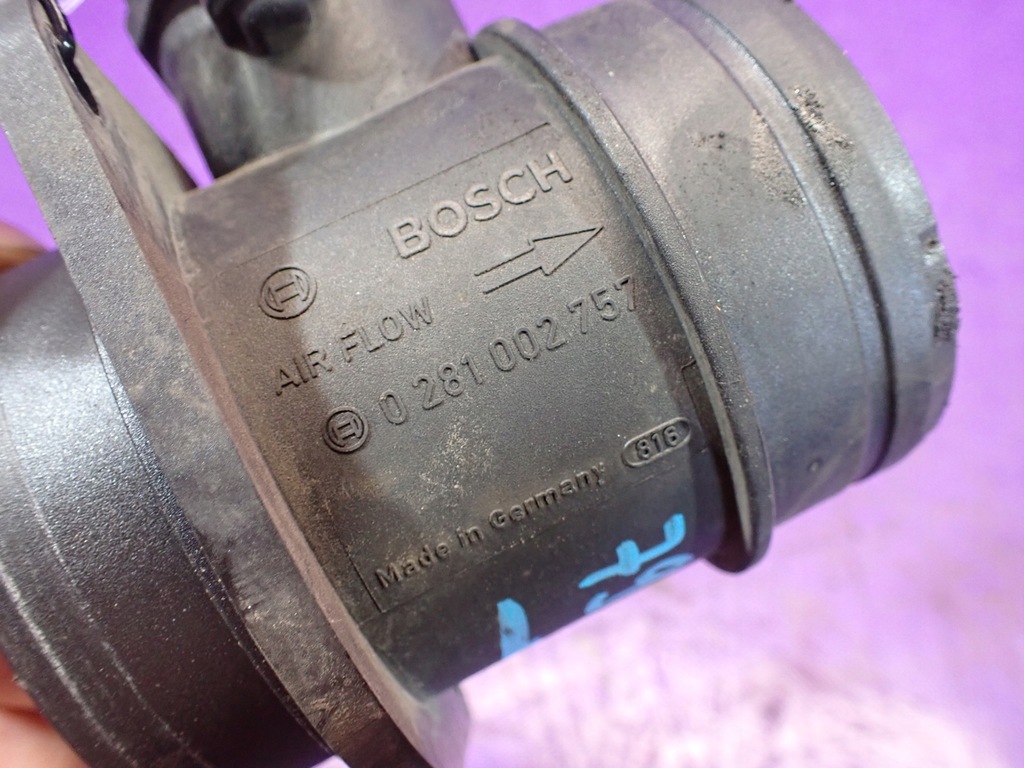 BOSCH
AIR FLOW
0 281 002 757
Made in Germany 816